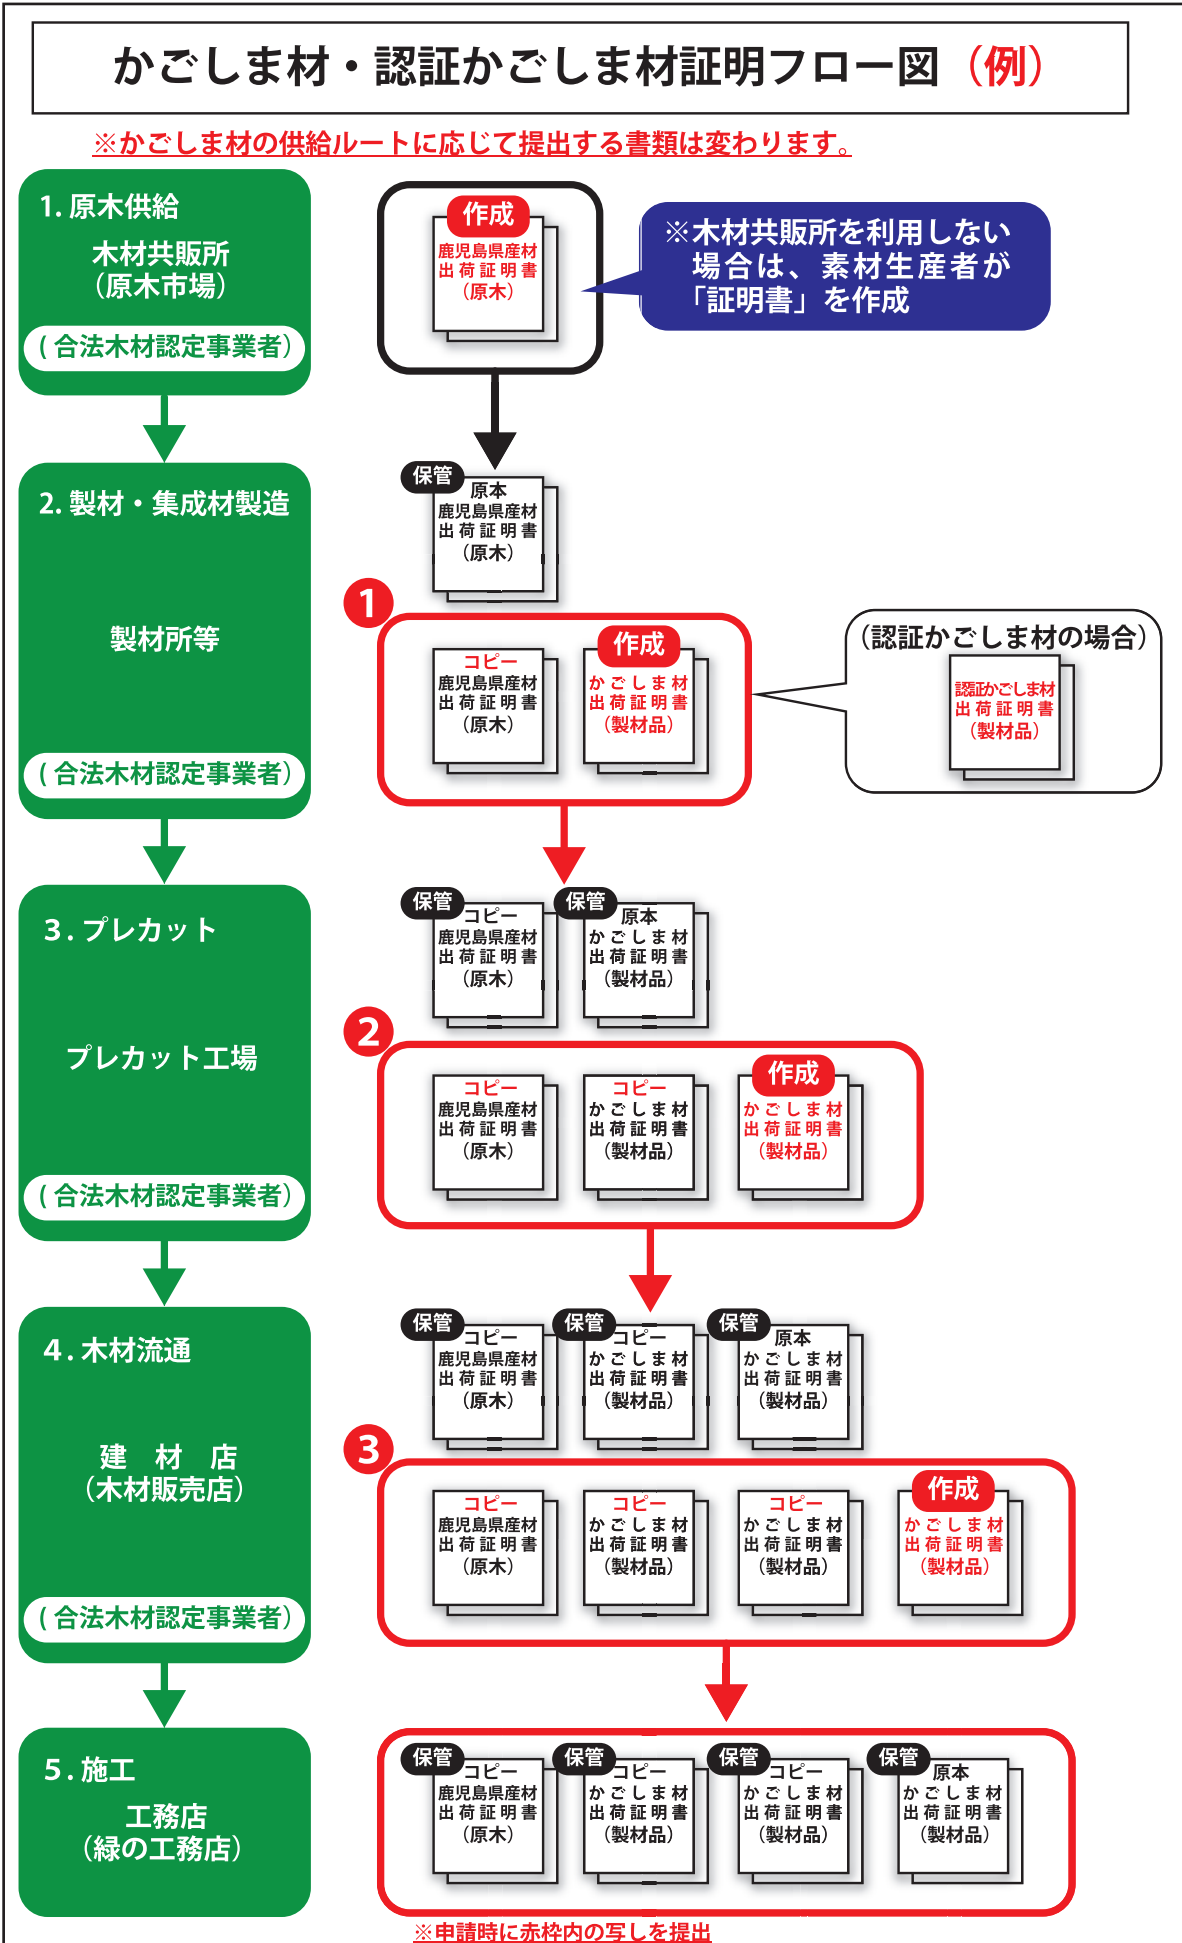 かごしま材・認証かごしま材証明フロー図（例）
※かごしま材の供給ルートに応じて提出する書類は変わります。
1. 原木供給
木材共販所
（原木市場）
( 合法木材認定事業者）
作成
鹿児島県産材
出荷証明書
（原木）
※木材共販所を利用しない
場合は、素材生産者が
「証明書」を作成
2. 製材・集成材製造
製材所等
( 合法木材認定事業者）
保管
原本
鹿児島県産材
出荷証明書
（原木）
1
コピー
鹿児島県産材
出荷証明書
（原木）
作成
かごしま材
出荷証明書
（製材品）
（認証かごしま材の場合）
認証かごしま材
出荷証明書
（製材品）
3. プレカット
プレカット工場
( 合法木材認定事業者）
保管
コピー
鹿児島県産材
出荷証明書
（原木）
保管
原本
かごしま材
出荷証明書
（製材品）
2
コピー
鹿児島県産材
出荷証明書
（原木）
コピー
かごしま材
出荷証明書
（製材品）
作成
かごしま材
出荷証明書
（製材品）
4. 木材流通
建　材　店
（木材販売店）
( 合法木材認定事業者）
保管
コピー
鹿児島県産材
出荷証明書
（原木）
保管
コピー
かごしま材
出荷証明書
（製材品）
保管
原本
かごしま材
出荷証明書
（製材品）
3
コピー
鹿児島県産材
出荷証明書
（原木）
コピー
かごしま材
出荷証明書
（製材品）
コピー
かごしま材
出荷証明書
（製材品）
作成
かごしま材
出荷証明書
（製材品）
5. 施工
工務店
（緑の工務店）
保管
コピー
鹿児島県産材
出荷証明書
（原木）
保管
コピー
かごしま材
出荷証明書
（製材品）
保管
コピー
かごしま材
出荷証明書
（製材品）
保管
原本
かごしま材
出荷証明書
（製材品）
※申請時に赤枠内の写しを提出